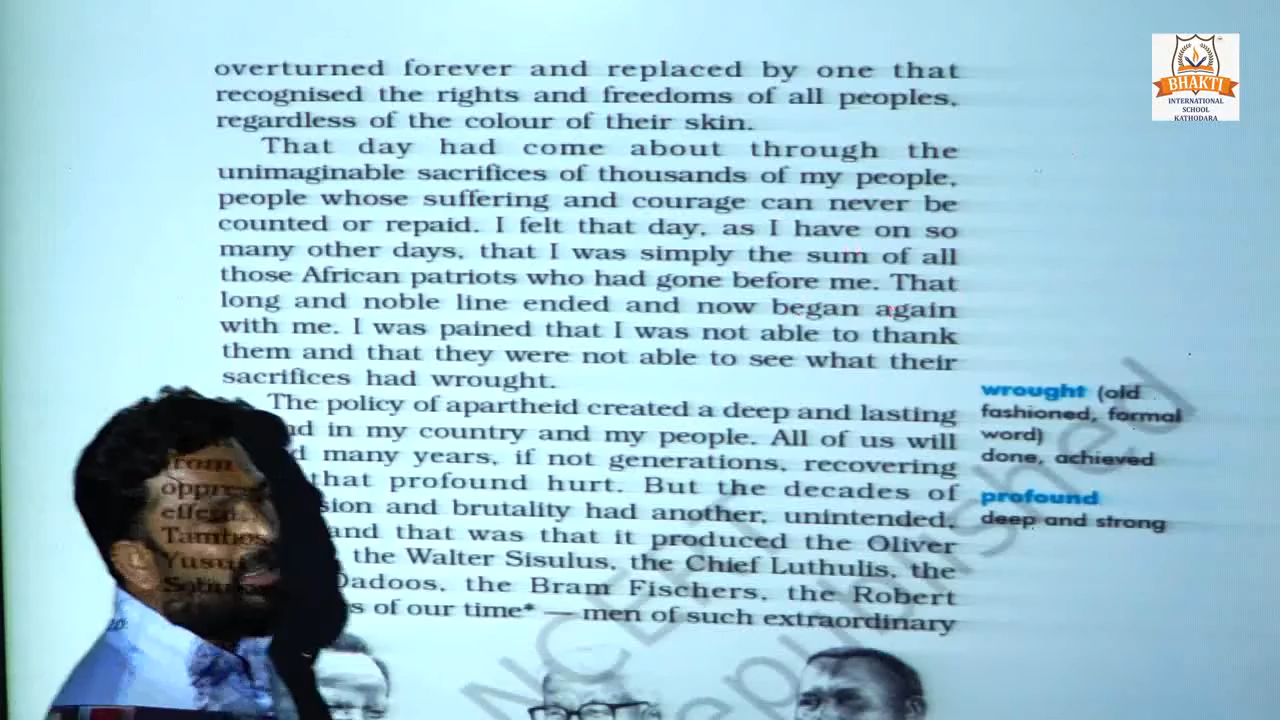 overturned forever and replaced by one that
recognised the rights and freedoms of all peoples,
regardless of the colour of their skin.
That day had come about through the
unimaginable sacrifices of thousands of my people,
people whose suffering and courage can never be
counted or repaid. I felt that day, as I have on so
many other days, that I was simply the sum of all
those African patriots who had gone before me. That
long and noble line ended and now began again
with me. I was pained that I was not able to thank
them and that they were not able to see what their
sacrifices had wrought.
The policy of apartheid created a deep and lasting
in my country and my people. All of us will
many years, if not generations, recovering
from that profound hurt. But the decades of
and brutality had another, unintended,
and that was that it produced the Oliver
Tambos, the Walter Sisulus, the Chief Luthulis, the
Yusuf Dadoos, the Bram Fischers, the Robert
of our time* — men of such extraordinary
wrought (old
fashioned, formal
word)
done, achieved
profound
deep and strong
BHAKTI
INTERNATIONAL
SCHOOL
KATHODARA
NCERT